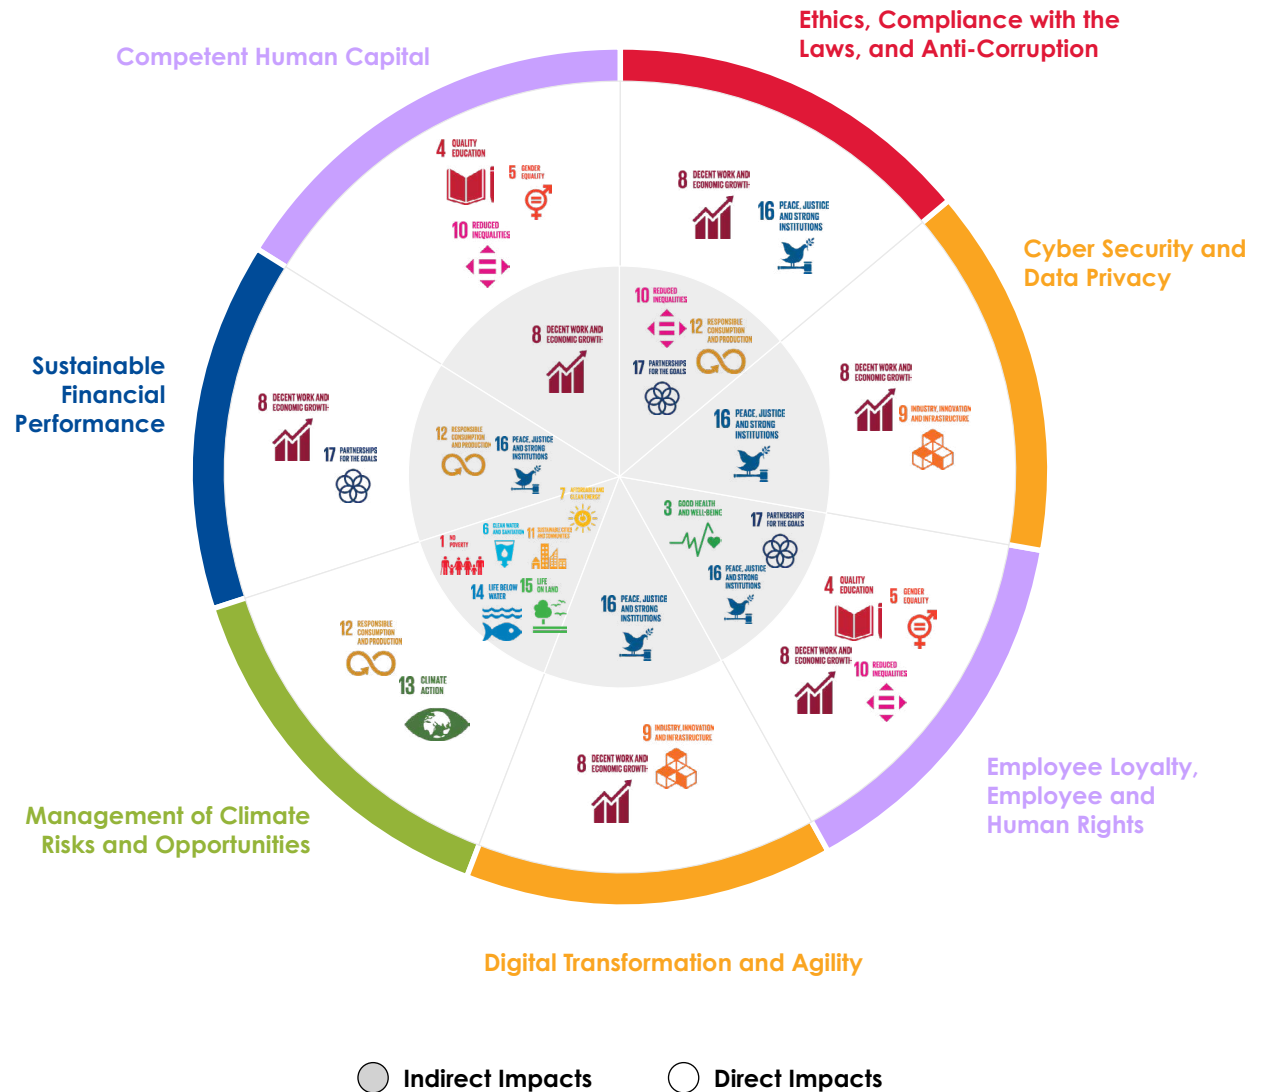 Ethics, Compliance with the
Laws, and Anti-Corruption
Competent Human Capital
4 QUALITY
EDUCATION
5 GENDER
EQUALITY
10 REDUCED
INEQUALITIES
8 DECENT WORK AND
ECONOMIC GROWTH
16 PEACE, JUSTICE
AND STRONG
INSTITUTIONS
Cyber Security and
Data Privacy
8 DECENT WORK AND
ECONOMIC GROWTH
10 REDUCED
INEQUALITIES
12 RESPONSIBLE
CONSUMPTION
AND PRODUCTION
17 PARTNERSHIPS
FOR THE GOALS
Sustainable
Financial
Performance
8 DECENT WORK AND
ECONOMIC GROWTH
17 PARTNERSHIPS
FOR THE GOALS
12 RESPONSIBLE
CONSUMPTION
AND PRODUCTION
16 PEACE, JUSTICE
AND STRONG
INSTITUTIONS
16 PEACE, JUSTICE
AND STRONG
INSTITUTIONS
8 DECENT WORK AND
ECONOMIC GROWTH
9 INDUSTRY, INNOVATION
AND INFRASTRUCTURE
7 AFFORDABLE AND
CLEAN ENERGY
6 CLEAN WATER
AND SANITATION
11 SUSTAINABLE CITIES
AND COMMUNITIES
1 NO
POVERTY
14 LIFE BELOW
WATER
15 LIFE
ON LAND
3 GOOD HEALTH
AND WELL-BEING
17 PARTNERSHIPS
FOR THE GOALS
16 PEACE, JUSTICE
AND STRONG
INSTITUTIONS
16 PEACE, JUSTICE
AND STRONG
INSTITUTIONS
4 QUALITY
EDUCATION
5 GENDER
EQUALITY
8 DECENT WORK AND
ECONOMIC GROWTH
10 REDUCED
INEQUALITIES
12 RESPONSIBLE
CONSUMPTION
AND PRODUCTION
13 CLIMATE
ACTION
8 DECENT WORK AND
ECONOMIC GROWTH
9 INDUSTRY, INNOVATION
AND INFRASTRUCTURE
Employee Loyalty,
Employee and
Human Rights
Management of Climate
Risks and Opportunities
Digital Transformation and Agility
Indirect Impacts
Direct Impacts